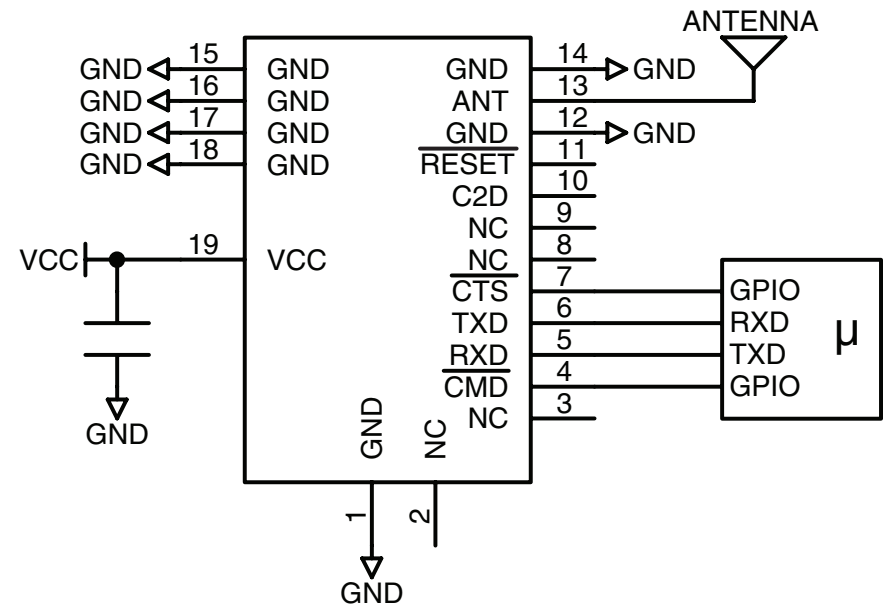 ANTENNA
GND 15 GND GND 14 GND
GND 16 GND ANT 13
GND 17 GND GND 12 GND
GND 18 GND RESET 11
C2D 10
NC 9
VCC 19 VCC NC 8
CTS 7 GPIO
TXD 6 RXD
RXD 5 TXD
CMD 4 GPIO
NC 3
µ
GND
GND NC
1 2
GND